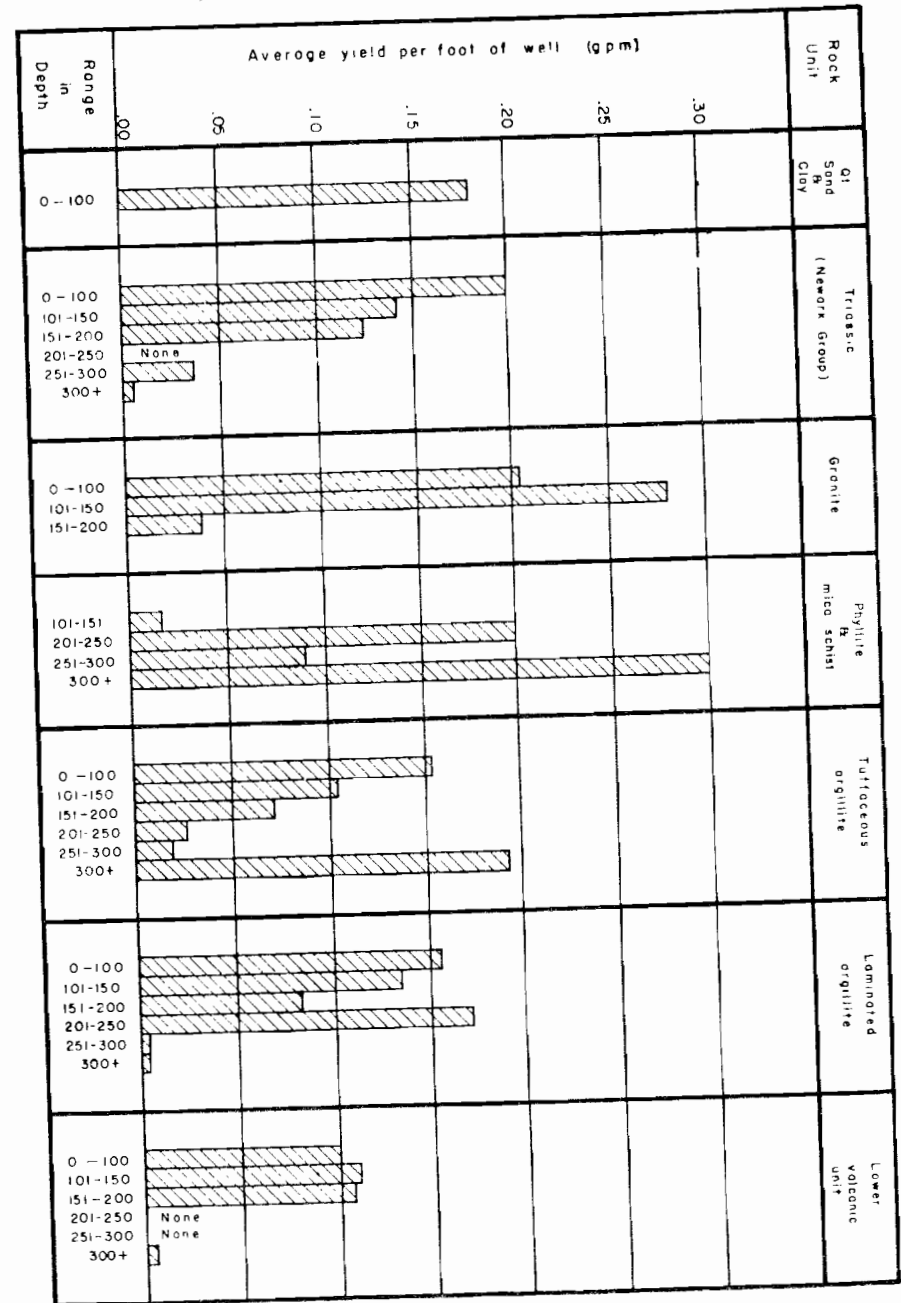 Range
in
Depth
Average yield per foot of well (gpm)
Rock
Unit
.00
.05
.10
.15
.20
.25
.30
0-100
Qt
Sand
&
Clay
0-100
101-150
151-200
201-250 None
251-300
300+
Triassic
(Newark Group)
0-100
101-150
151-200
Granite
101-151
201-250
251-300
300+
Phyllite
&
mica schist
0-100
101-150
151-200
201-250
251-300
300+
Tuffaceous
argillite
0-100
101-150
151-200
201-250
251-300
300+
Laminated
argillite
0-100
101-150
151-200
201-250 None
251-300 None
300+
Lower
volcanic
unit